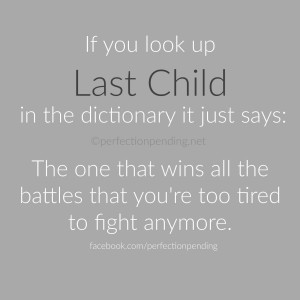 If you look up
Last Child
in the dictionary it just says:
©perfectionpending.net
The one that wins all the
battles that you're too tired
to fight anymore.
facebook.com/perfectionpending